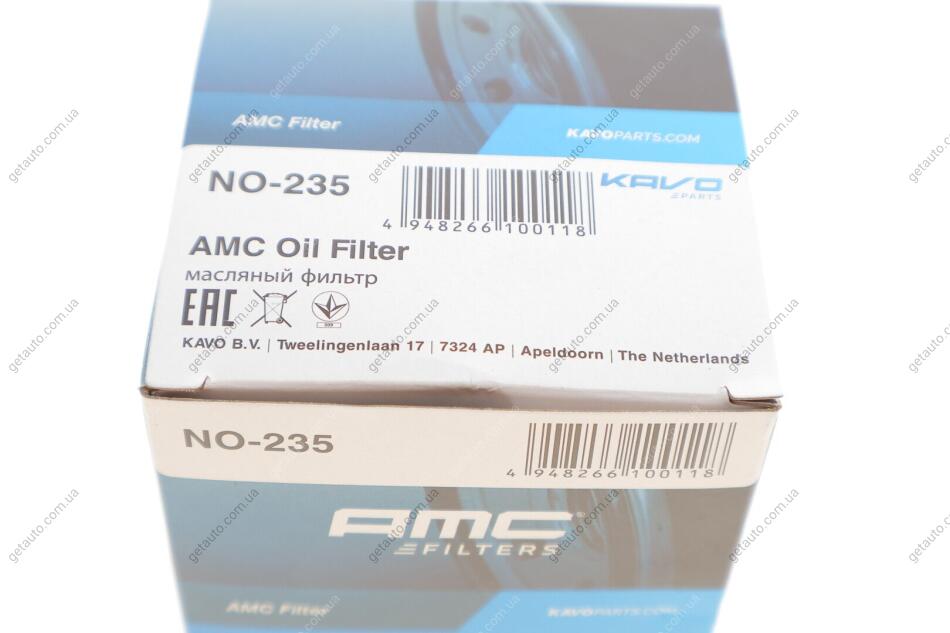 AMC Filter
KAVOPARTS.COM
NO-235
KAVO
PARTS
4 948266 100118
AMC Oil Filter
масляный фильтр
EAC
009
KAVO B.V. | Tweelingenlaan 17 | 7324 AP | Apeldoorn | The Netherlands
NO-235
4 948266 100118
AMC
FILTERS
AMC Filter
KAVOPARTS.COM
getauto.com.ua